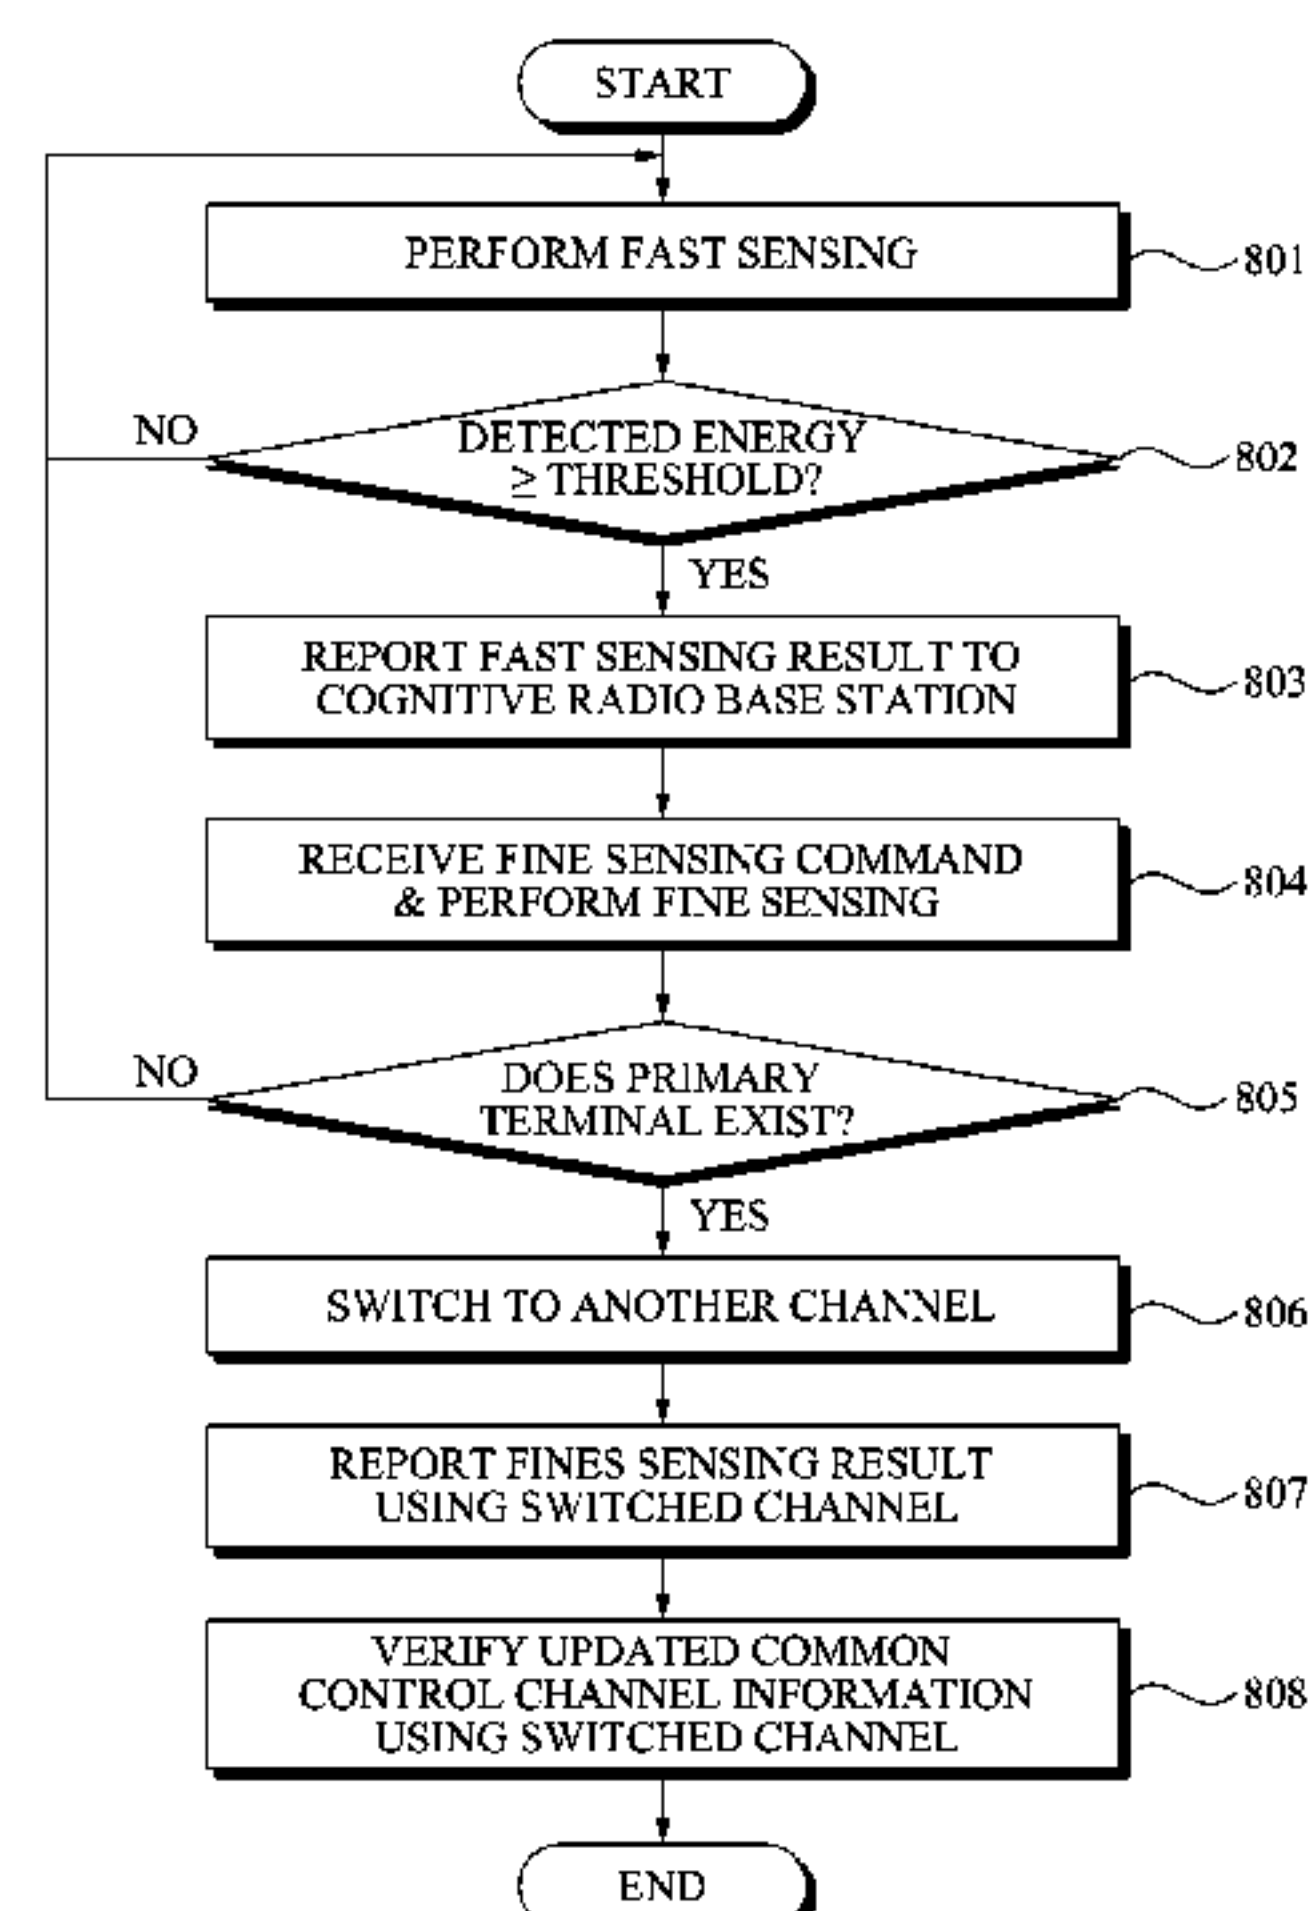 START
PERFORM FAST SENSING
801
NO
DETECTED ENERGY
≥ THRESHOLD?
802
YES
REPORT FAST SENSING RESULT TO
COGNITIVE RADIO BASE STATION
803
RECEIVE FINE SENSING COMMAND
& PERFORM FINE SENSING
804
NO
DOES PRIMARY
TERMINAL EXIST?
805
YES
SWITCH TO ANOTHER CHANNEL
806
REPORT FINES SENSING RESULT
USING SWITCHED CHANNEL
807
VERIFY UPDATED COMMON
CONTROL CHANNEL INFORMATION
USING SWITCHED CHANNEL
808
END